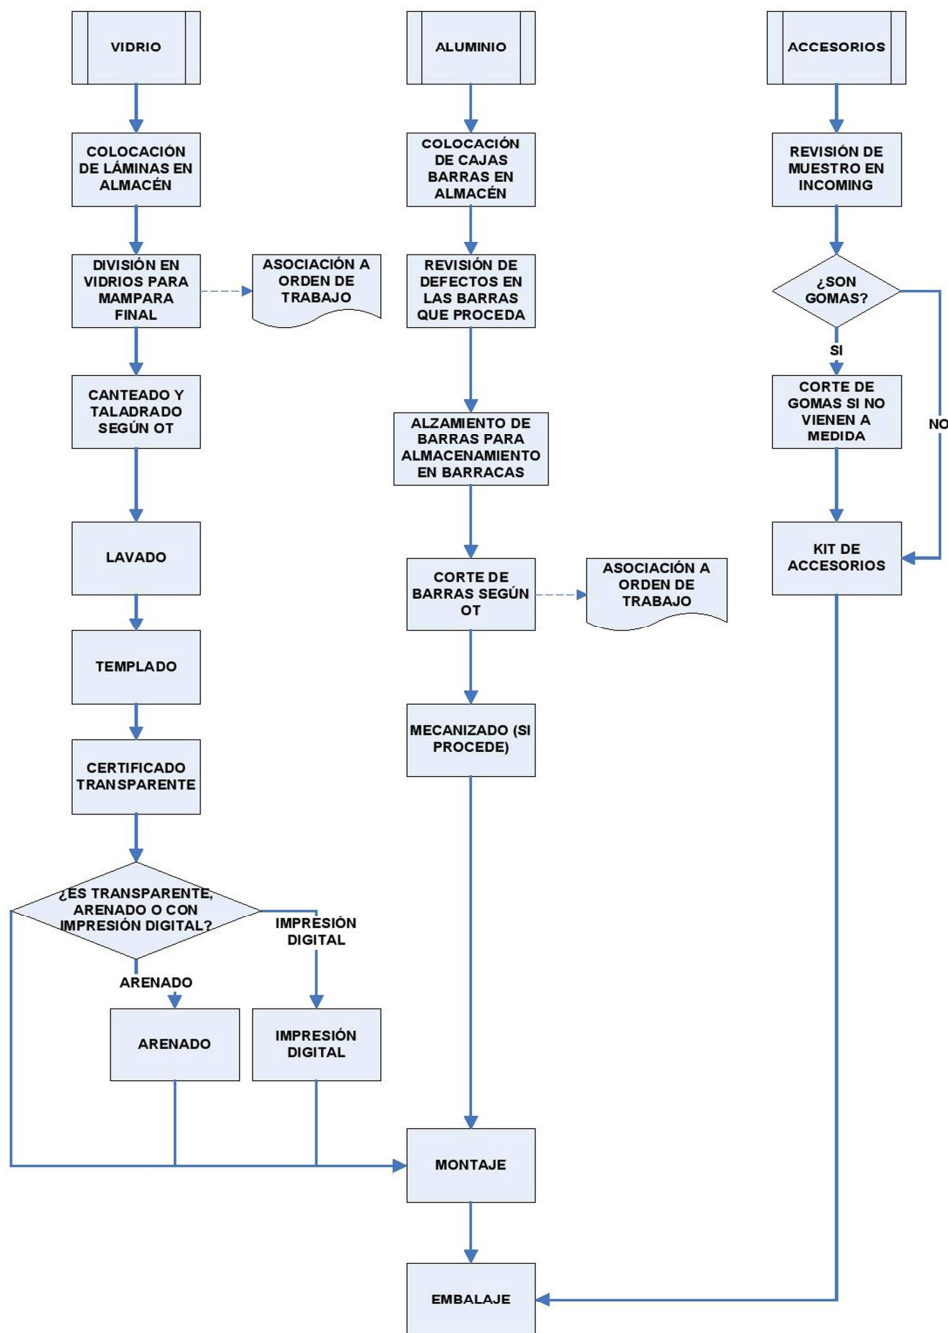 VIDRIO
COLOCACIÓN
DE LÁMINAS EN
ALMACÉN
DIVISIÓN EN
VIDRIOS PARA
MAMPARA
FINAL
ASOCIACIÓN A
ORDEN DE
TRABAJO
CANTEADO Y
TALADRADO
SEGÚN OT
LAVADO
TEMPLADO
CERTIFICADO
TRANSPARENTE
¿ES TRANSPARENTE,
ARENADO O CON
IMPRESIÓN DIGITAL?
IMPRESIÓN
DIGITAL
ARENADO
ARENADO
IMPRESIÓN
DIGITAL
ALUMINIO
COLOCACIÓN
DE CAJAS
BARRAS EN
ALMACÉN
REVISIÓN DE
DEFECTOS EN
LAS BARRAS
QUE PROCEDA
ALZAMIENTO DE
BARRAS PARA
ALMACENAMIENTO
EN BARRACAS
CORTE DE
BARRAS SEGÚN
OT
ASOCIACIÓN A
ORDEN DE
TRABAJO
MECANIZADO (SI
PROCEDE)
MONTAJE
EMBALAJE
ACCESORIOS
REVISIÓN DE
MUESTRO EN
INCOMING
¿SON
GOMAS?
SI
NO
CORTE DE
GOMAS SI NO
VIENEN A
MEDIDA
KIT DE
ACCESORIOS